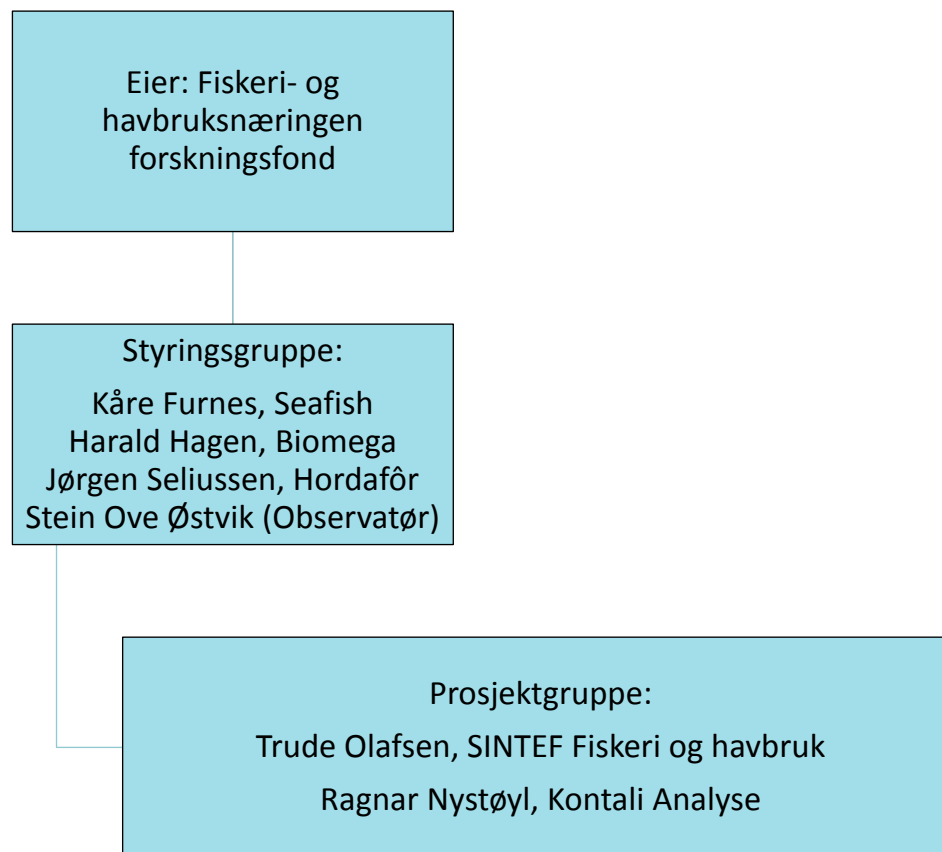 Eier: Fiskeri- og
havbruksnæringen
forskningsfond
Styringsgruppe:
Kåre Furnes, Seafish
Harald Hagen, Biomega
Jørgen Seliussen, Hordafôr
Stein Ove Østvik (Observatør)
Prosjektgruppe:
Trude Olafsen, SINTEF Fiskeri og havbruk
Ragnar Nystøyl, Kontali Analyse